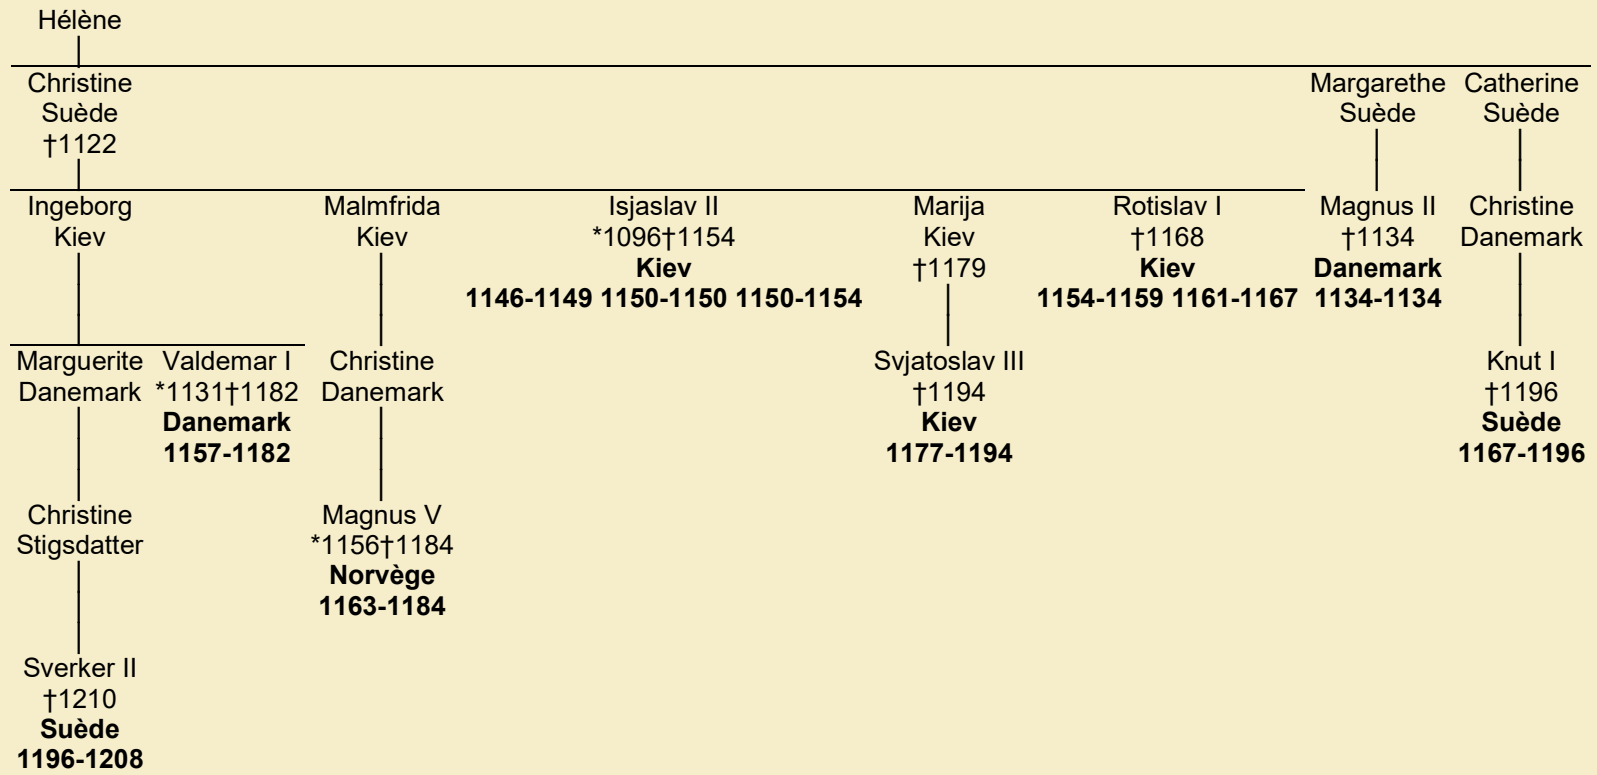 Hélène
Christine
Suède
†1122
Margarethe
Suède
Catherine
Suède
Ingeborg
Kiev
Malmfrida
Kiev
Isjaslav II
*1096†1154
Kiev
1146-1149 1150-1150 1150-1154
Marija
Kiev
†1179
Rotislav I
†1168
Kiev
1154-1159 1161-1167
Magnus II
†1134
Danemark
1134-1134
Christine
Danemark
Marguerite
Danemark
Valdemar I
*1131†1182
Danemark
1157-1182
Christine
Danemark
Svjatoslav III
†1194
Kiev
1177-1194
Knut I
†1196
Suède
1167-1196
Christine
Stigsdatter
Magnus V
*1156†1184
Norvège
1163-1184
Sverker II
†1210
Suède
1196-1208